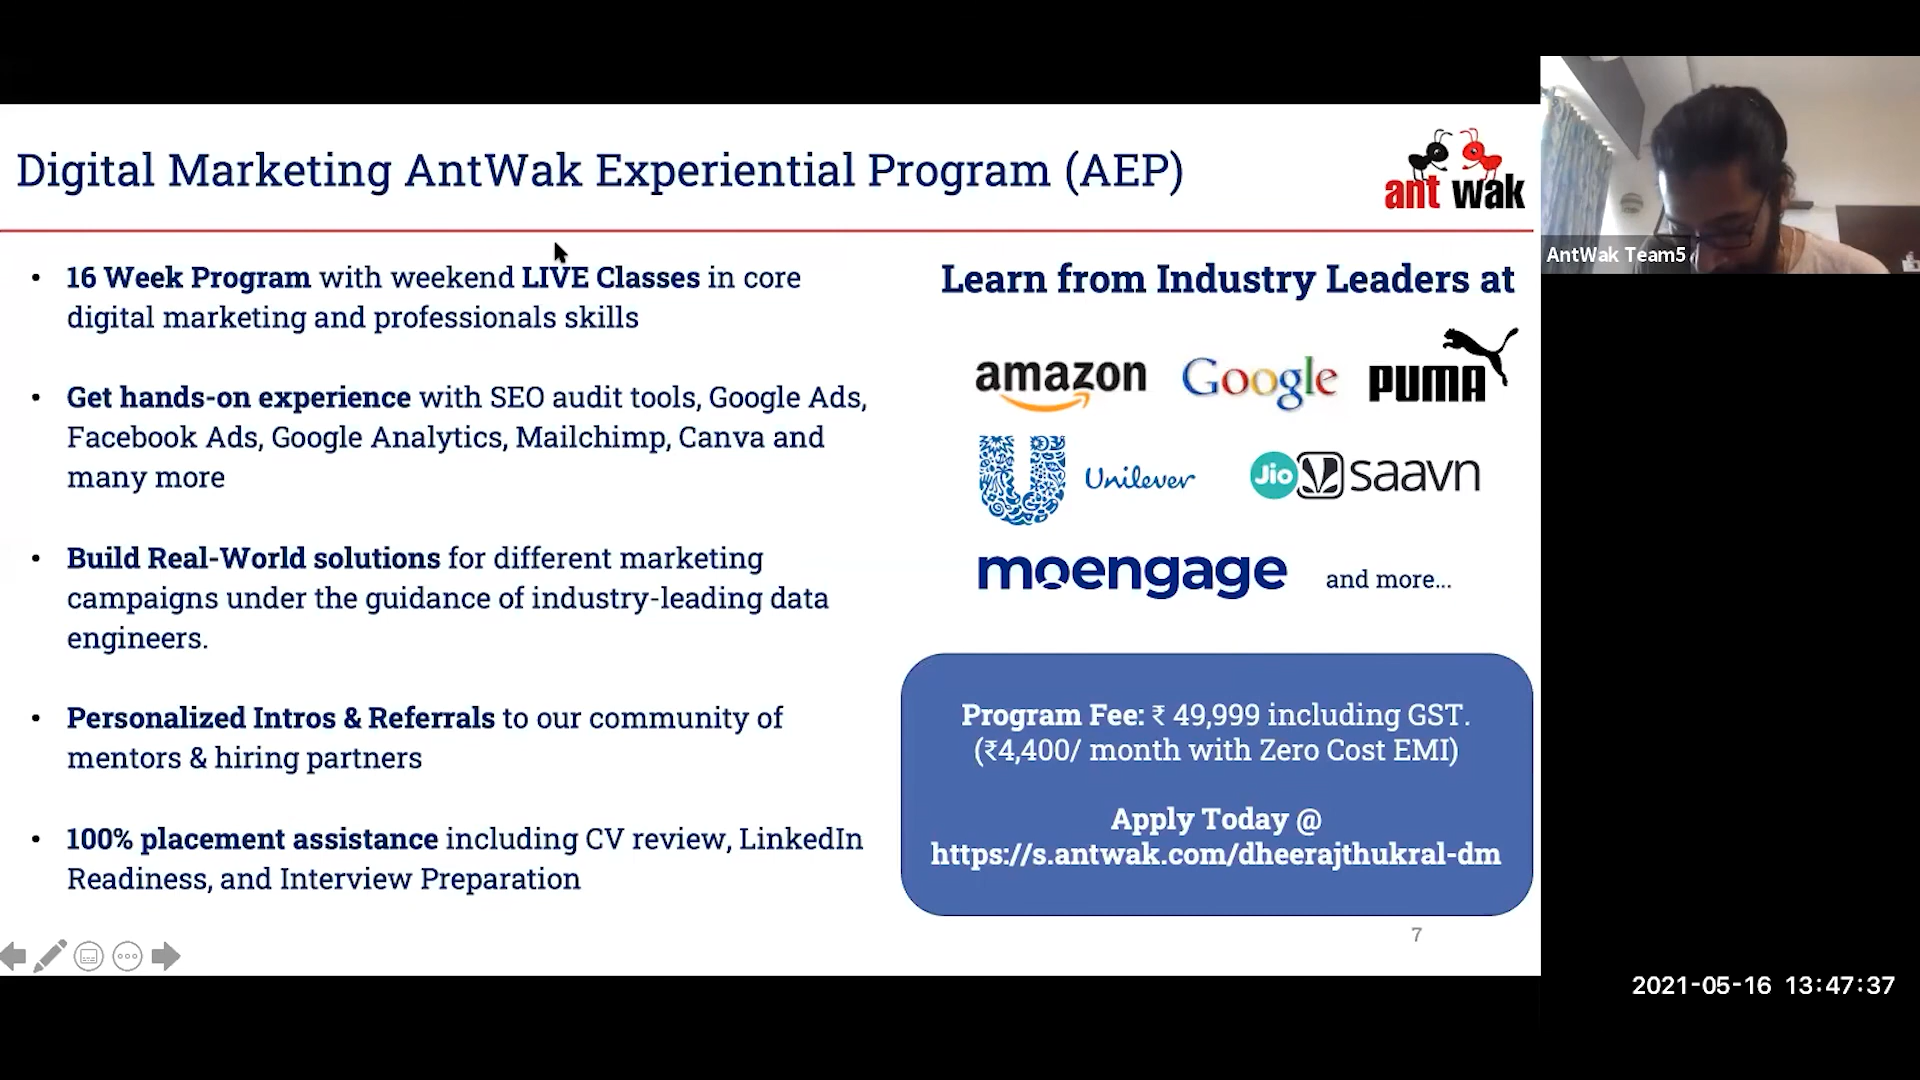 Digital Marketing AntWak Experiential Program (AEP)
ant wak
• 16 Week Program with weekend LIVE Classes in core
digital marketing and professionals skills
• Get hands-on experience with SEO audit tools, Google Ads,
Facebook Ads, Google Analytics, Mailchimp, Canva and
many more
• Build Real-World solutions for different marketing
campaigns under the guidance of industry-leading data
engineers.
• Personalized Intros & Referrals to our community of
mentors & hiring partners
• 100% placement assistance including CV review, LinkedIn
Readiness, and Interview Preparation
Learn from Industry Leaders at
amazon Google PUMA
Unilever Jio saavn
moengage and more...
Program Fee: ₹ 49,999 including GST.
(₹4,400/ month with Zero Cost EMI)
Apply Today @
https://s.antwak.com/dheerajthukral-dm
7
AntWak Team5
2021-05-16 13:47:37